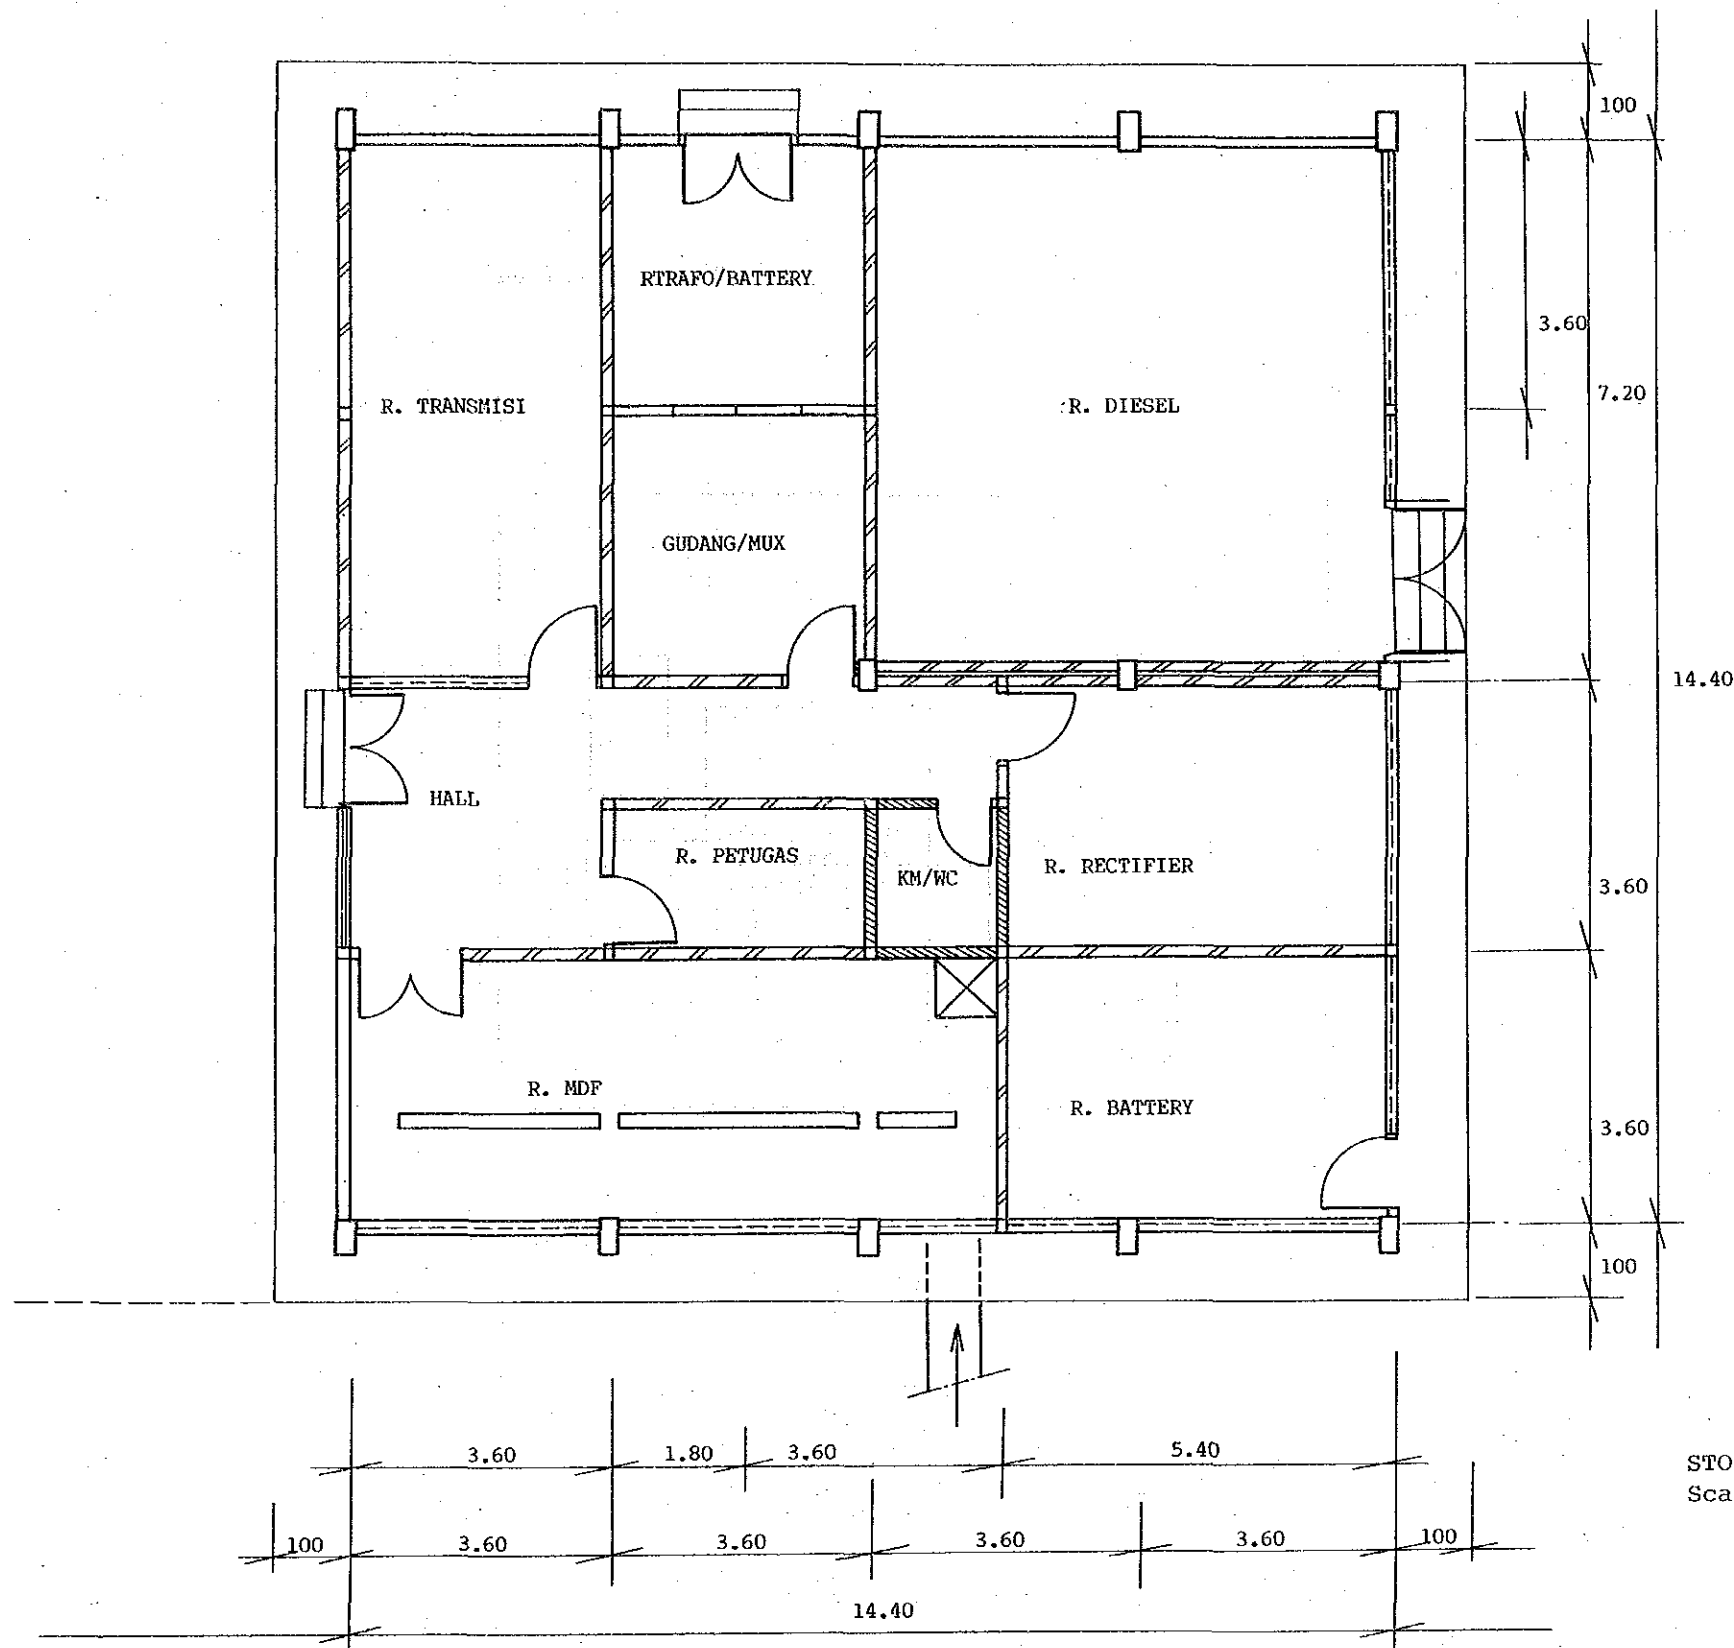 100
RTRAFO/BATTERY
3.60
7.20
R. TRANSMISI
R. DIESEL
GUDANG/MUX
14.40
HALL
R. PETUGAS
KM/WC
R. RECTIFIER
3.60
R. MDF
R. BATTERY
3.60
100
3.60
1.80
3.60
5.40
STO
Sca
100
3.60
3.60
3.60
3.60
100
14.40